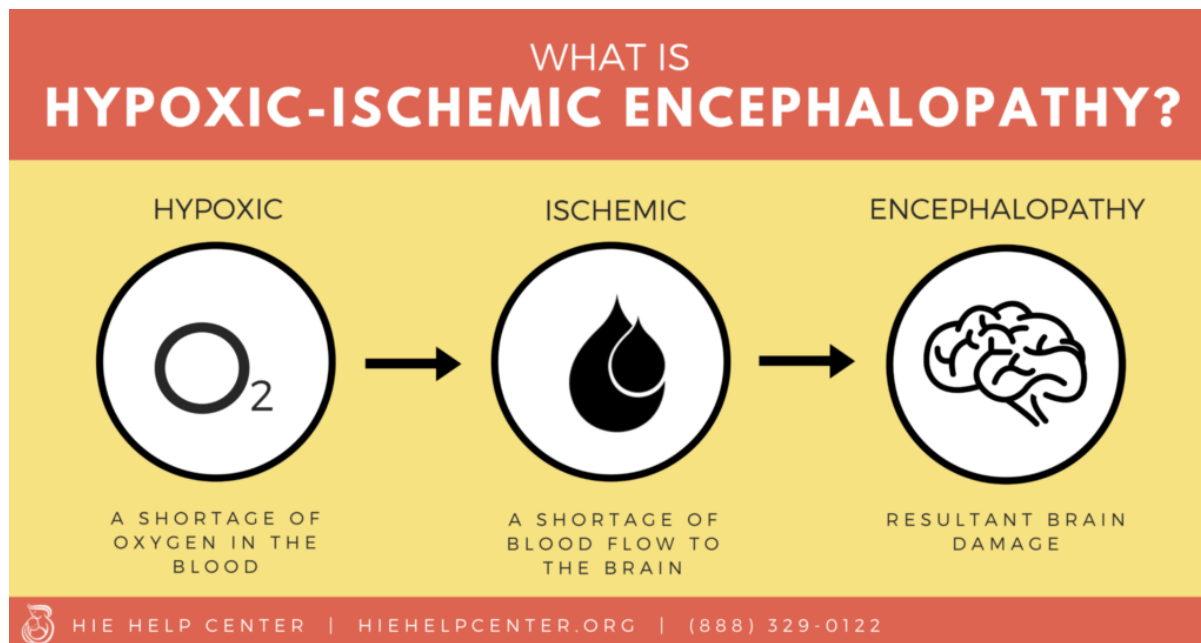 WHAT IS
HYPOXIC-ISCHEMIC ENCEPHALOPATHY?
HYPOXIC
O2
A SHORTAGE OF
OXYGEN IN THE
BLOOD
ISCHEMIC
A SHORTAGE OF
BLOOD FLOW TO
THE BRAIN
ENCEPHALOPATHY
RESULTANT BRAIN
DAMAGE
HIE HELP CENTER | HIEHELPCENTER.ORG | (888) 329-0122